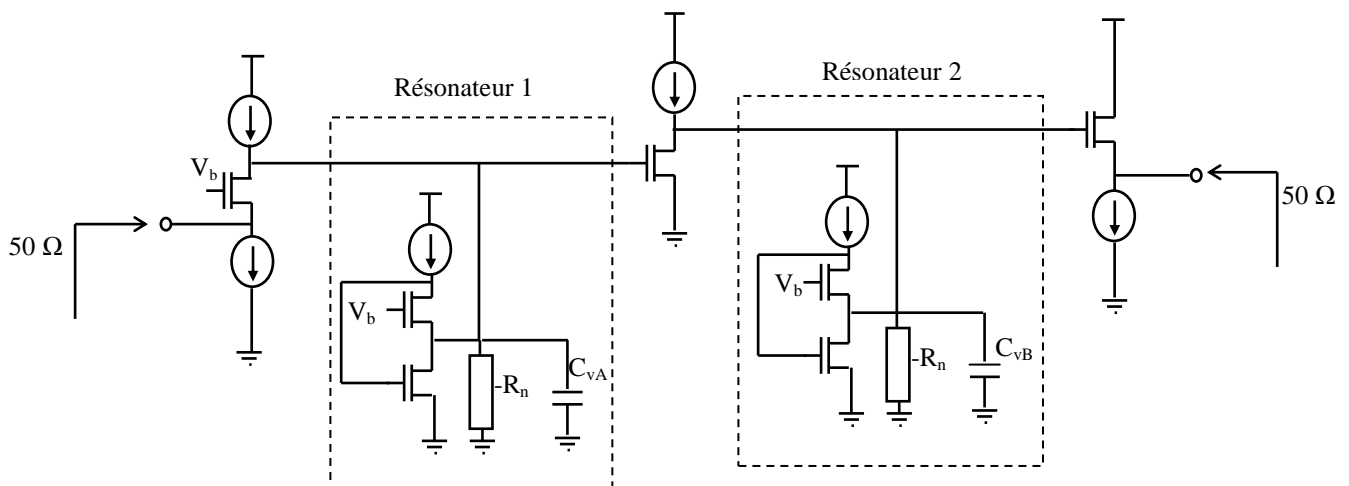 Résonateur 1
Résonateur 2
V_b
50 Ω
V_b
-R_n
C_vA
V_b
-R_n
C_vB
50 Ω